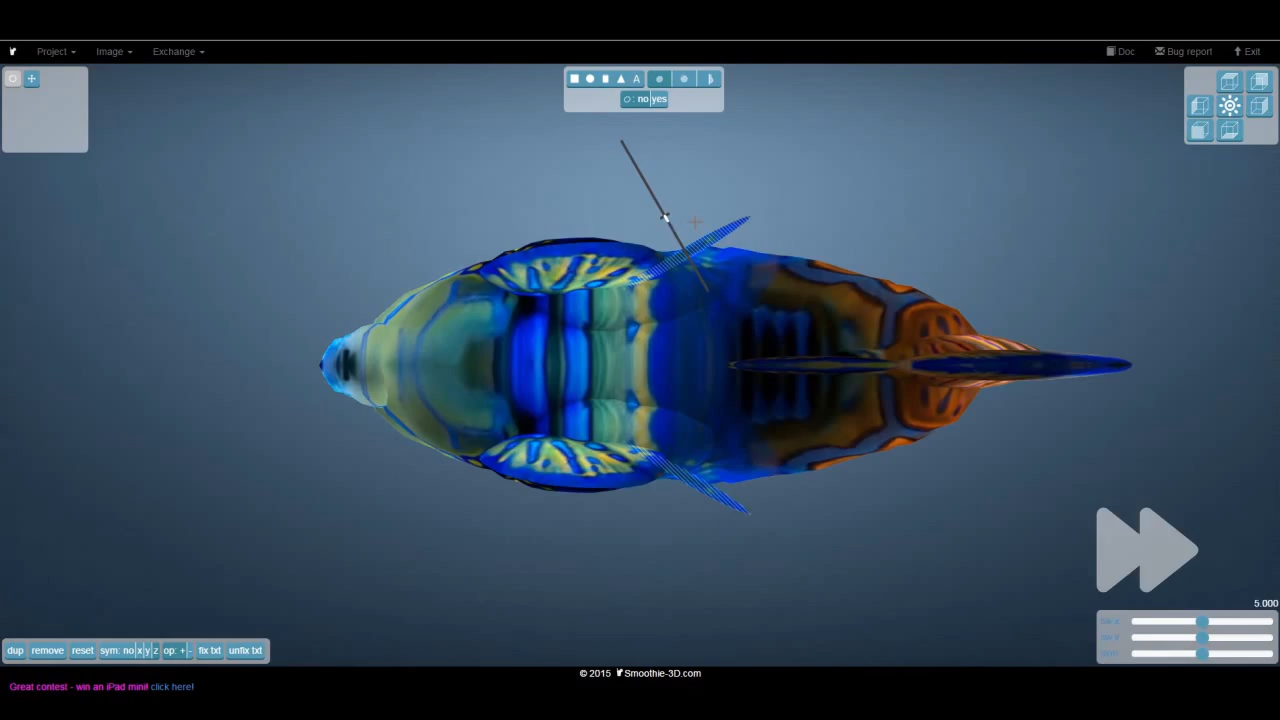 Project Image Exchange Doc Bug report Exit
A
: no yes
5.000
dup remove reset sym: no x y z op: + - fix txt unfix txt
© 2015 Smoothie-3D.com
Great contest - win an iPad mini! click here!